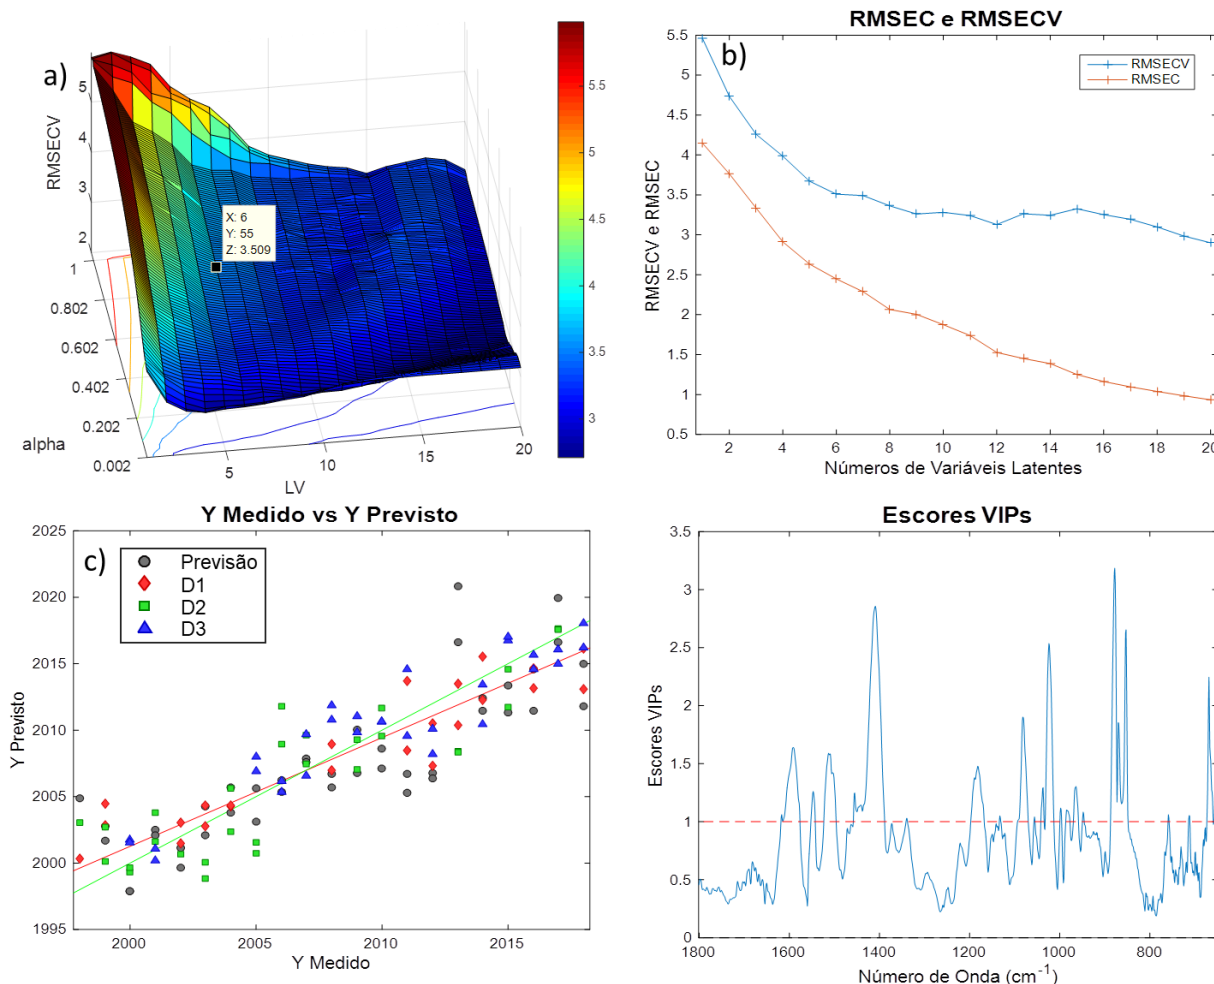 a)
RMSECV
5
4
3
2
1
0.802
0.602
0.402
0.202
0.002
alpha
5
10
15
20
LV
X: 6
Y: 55
Z: 3.509
5.5
5
4.5
4
3.5
3
RMSEC e RMSECV
b)
RMSECV
RMSEC
RMSECV e RMSEC
5.5
5
4.5
4
3.5
3
2.5
2
1.5
1
0.5
2
4
6
8
10
12
14
16
18
20
Números de Variáveis Latentes
Y Medido vs Y Previsto
c)
Previsão
D1
D2
D3
Y Previsto
2025
2020
2015
2010
2005
2000
1995
2000
2005
2010
2015
Y Medido
Escores VIPs
Escores VIPs
3.5
3
2.5
2
1.5
1
0.5
0
1800
1600
1400
1200
1000
800
Número de Onda (cm⁻¹)